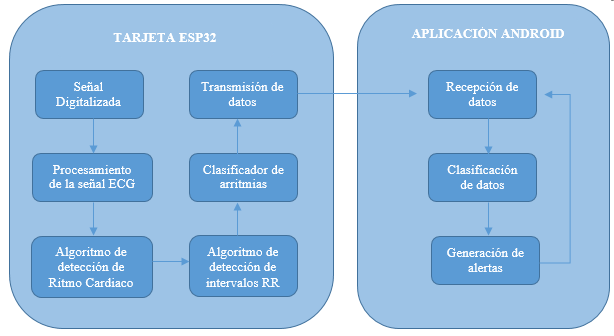 TARJETA ESP32
Señal
Digitalizada
Procesamiento
de la señal ECG
Algoritmo de
detección de
Ritmo Cardiaco
Algoritmo de
detección de
intervalos RR
Clasificador de
arritmias
Transmisión de
datos
APLICACIÓN ANDROID
Recepción de
datos
Clasificación
de datos
Generación de
alertas